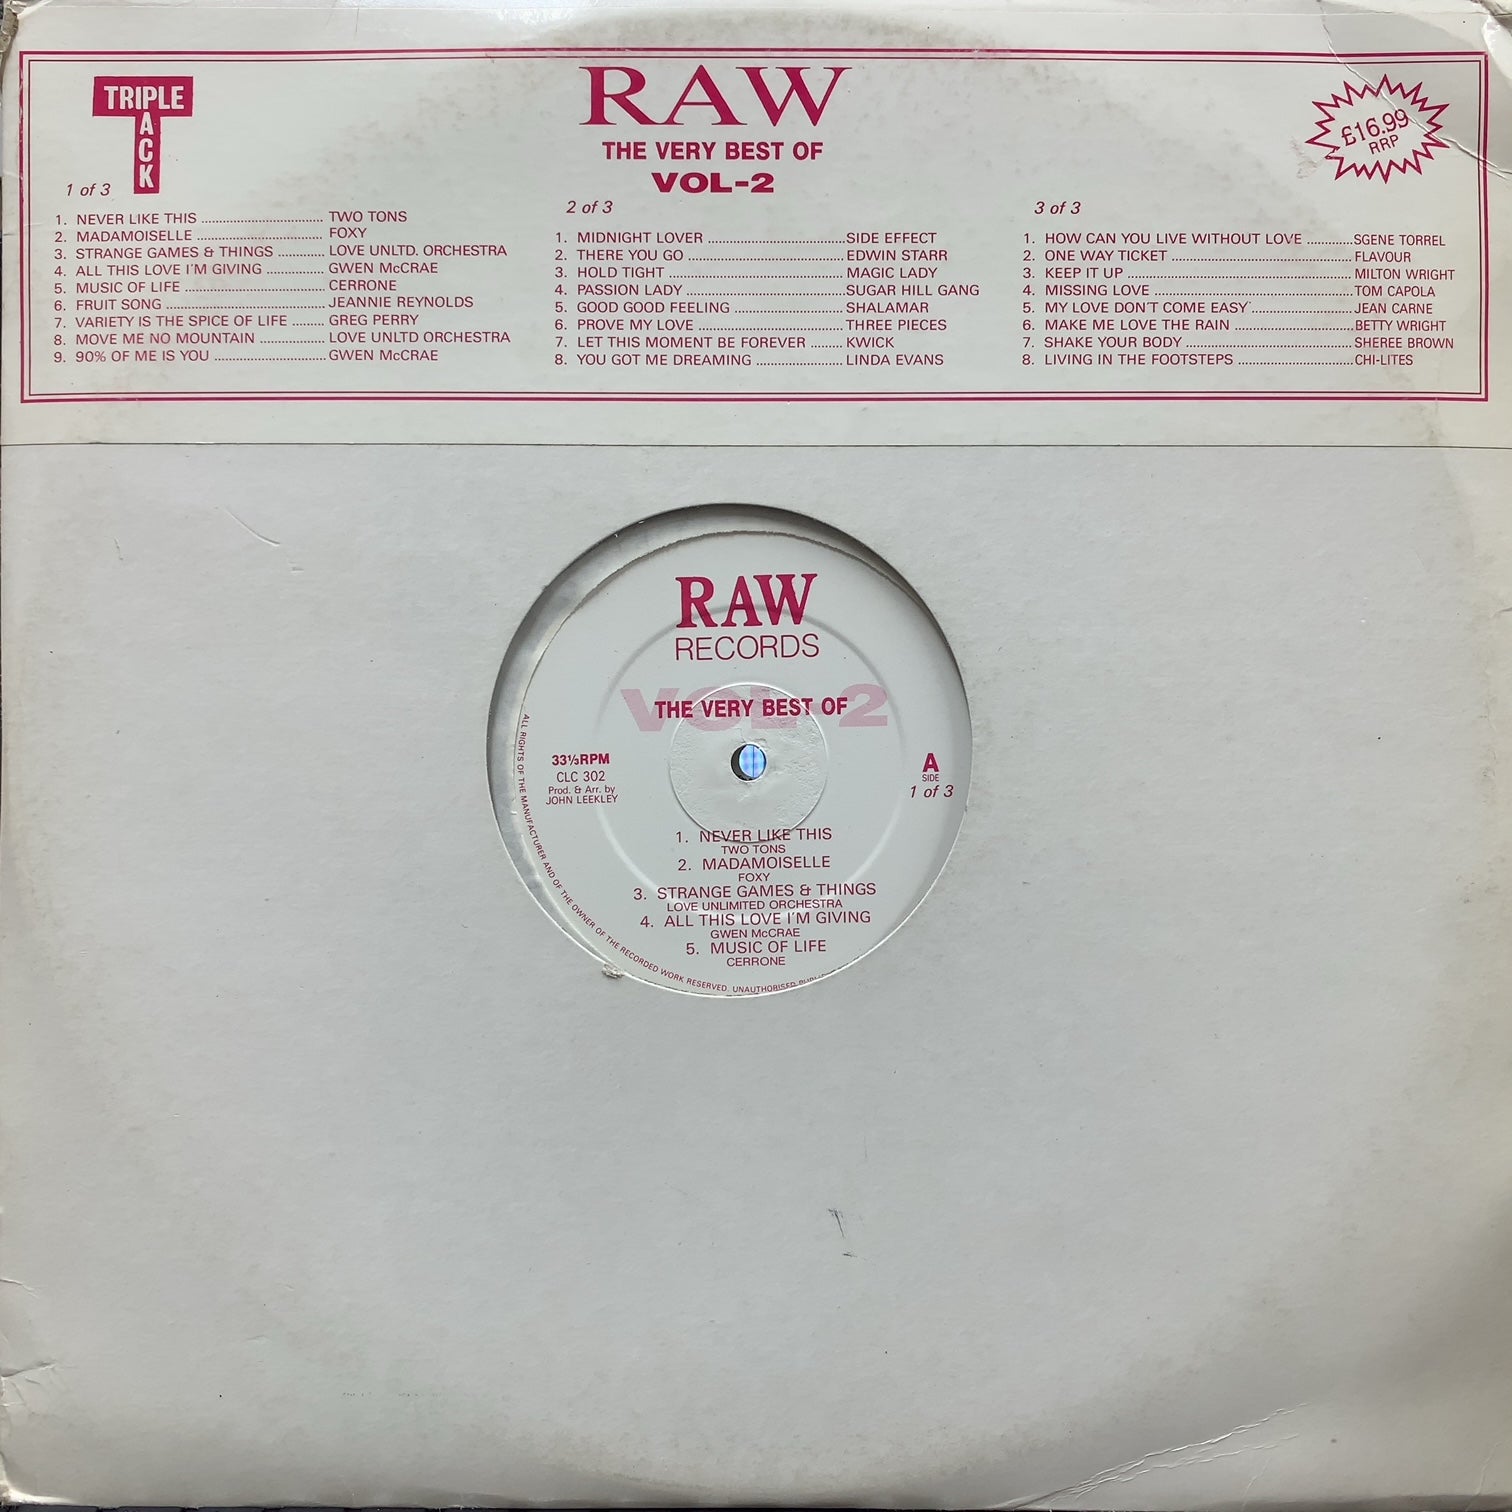 TRIPLE
TACK
RAW
THE VERY BEST OF
VOL-2
£16.99
RRP
1 of 3
1. NEVER LIKE THIS ................ TWO TONS
2. MADAMOISELLE ................ FOXY
3. STRANGE GAMES & THINGS ............ LOVE UNLTD. ORCHESTRA
4. ALL THIS LOVE I'M GIVING ............... GWEN McCRAE
5. MUSIC OF LIFE ................ CERRONE
6. FRUIT SONG ................ JEANNIE REYNOLDS
7. VARIETY IS THE SPICE OF LIFE ........ GREG PERRY
8. MOVE ME NO MOUNTAIN ................ LOVE UNLTD ORCHESTRA
9. 90% OF ME IS YOU ................ GWEN McCRAE
2 of 3
1. MIDNIGHT LOVER ................ SIDE EFFECT
2. THERE YOU GO ................ EDWIN STARR
3. HOLD TIGHT ................ MAGIC LADY
4. PASSION LADY ................ SUGAR HILL GANG
5. GOOD GOOD FEELING ................ SHALAMAR
6. PROVE MY LOVE ................ THREE PIECES
7. LET THIS MOMENT BE FOREVER ........ KWICK
8. YOU GOT ME DREAMING ................ LINDA EVANS
3 of 3
1. HOW CAN YOU LIVE WITHOUT LOVE ............ SGENE TORREL
2. ONE WAY TICKET ................ FLAVOUR
3. KEEP IT UP ................ MILTON WRIGHT
4. MISSING LOVE ................ TOM CAPOLA
5. MY LOVE DON'T COME EASY ................ JEAN CARNE
6. MAKE ME LOVE THE RAIN ................ BETTY WRIGHT
7. SHAKE YOUR BODY ................ SHEREE BROWN
8. LIVING IN THE FOOTSTEPS ................ CHI-LITES
RAW
RECORDS
VOL-2
THE VERY BEST OF
33⅓RPM
CLC 302
Prod. & Arr. by
JOHN LEEKLEY
A
SIDE
1 of 3
1. NEVER LIKE THIS
TWO TONS
2. MADAMOISELLE
FOXY
3. STRANGE GAMES & THINGS
LOVE UNLIMITED ORCHESTRA
4. ALL THIS LOVE I'M GIVING
GWEN McCRAE
5. MUSIC OF LIFE
CERRONE
ALL RIGHTS OF THE MANUFACTURER AND OF THE OWNER OF THE RECORDED WORK RESERVED. UNAUTHORISED